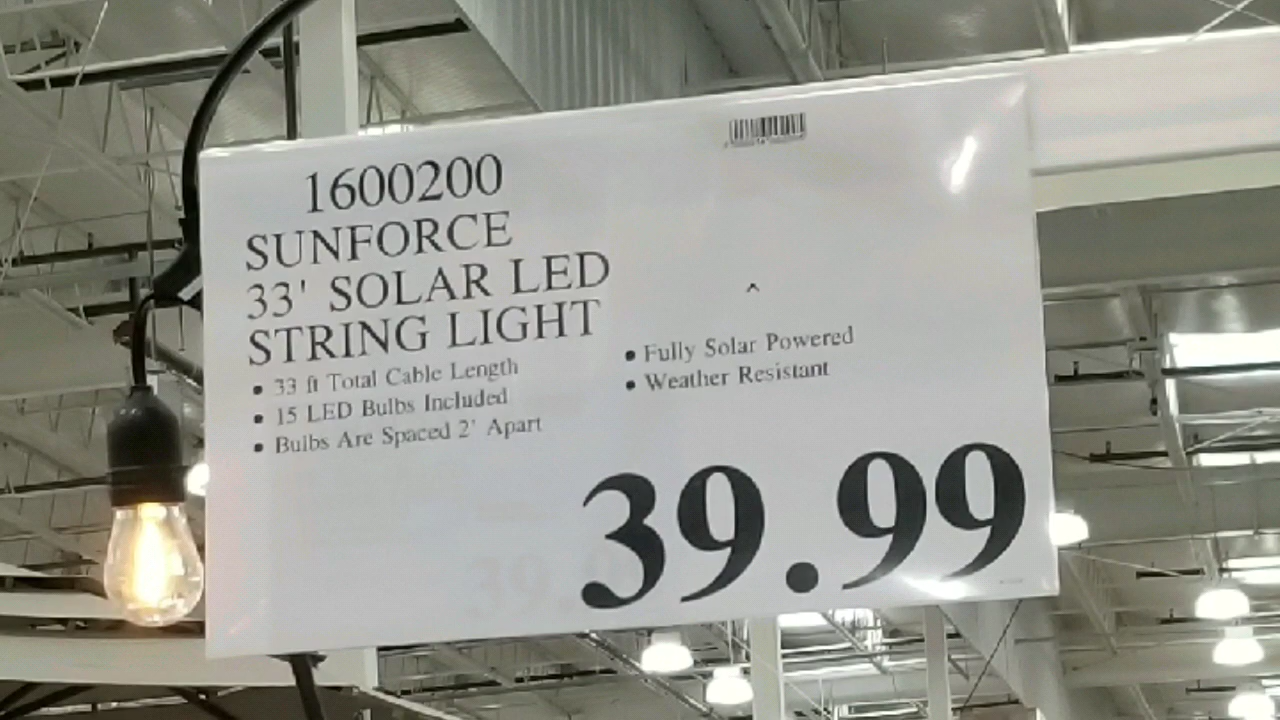 1600200
SUNFORCE
33' SOLAR LED
STRING LIGHT
• 33 ft Total Cable Length
• 15 LED Bulbs Included
• Bulbs Are Spaced 2' Apart
^
• Fully Solar Powered
• Weather Resistant
39.99